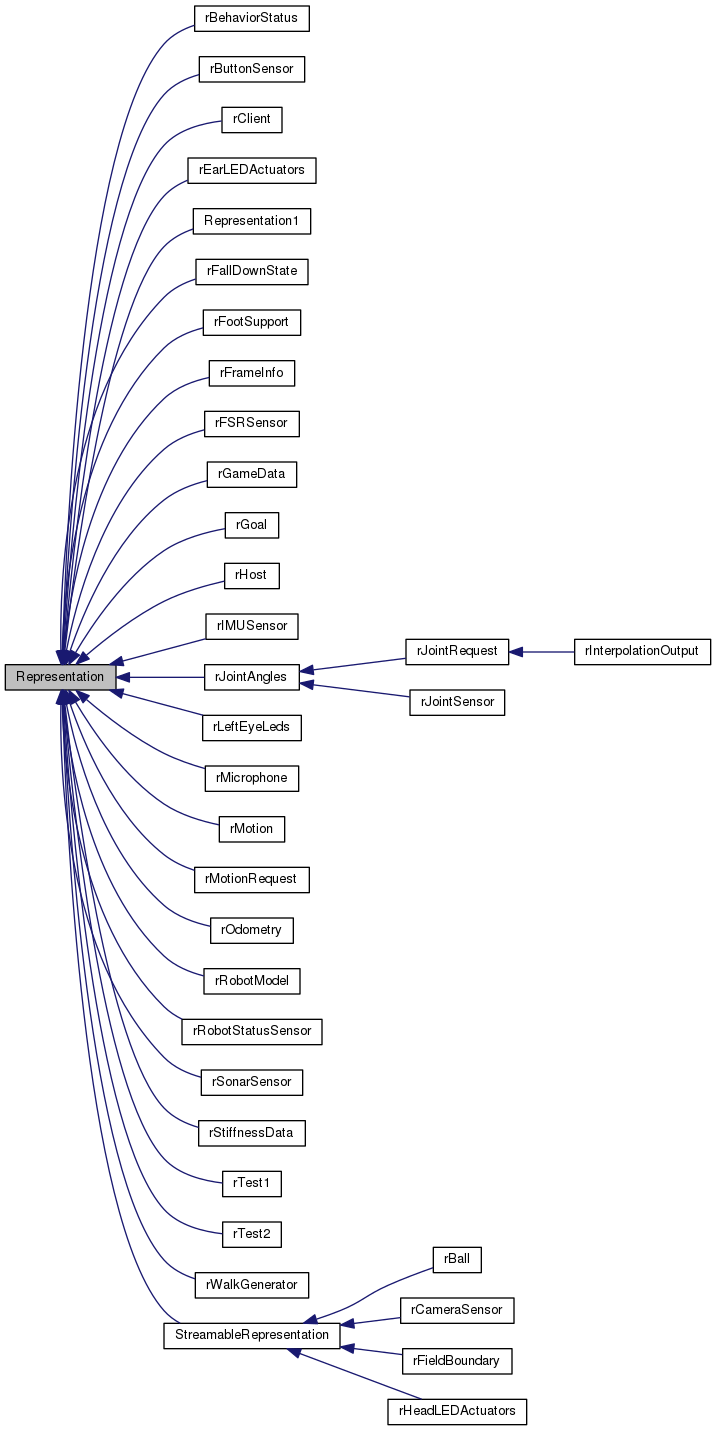 rBehaviorStatus
rButtonSensor
rClient
rEarLEDActuators
Representation1
rFallDownState
rFootSupport
rFrameInfo
rFSRSensor
rGameData
rGoal
rHost
rIMUSensor
Representation
rJointAngles
rJointRequest
rInterpolationOutput
rJointSensor
rLeftEyeLeds
rMicrophone
rMotion
rMotionRequest
rOdometry
rRobotModel
rRobotStatusSensor
rSonarSensor
rStiffnessData
rTest1
rTest2
rWalkGenerator
StreamableRepresentation
rBall
rCameraSensor
rFieldBoundary
rHeadLEDActuators